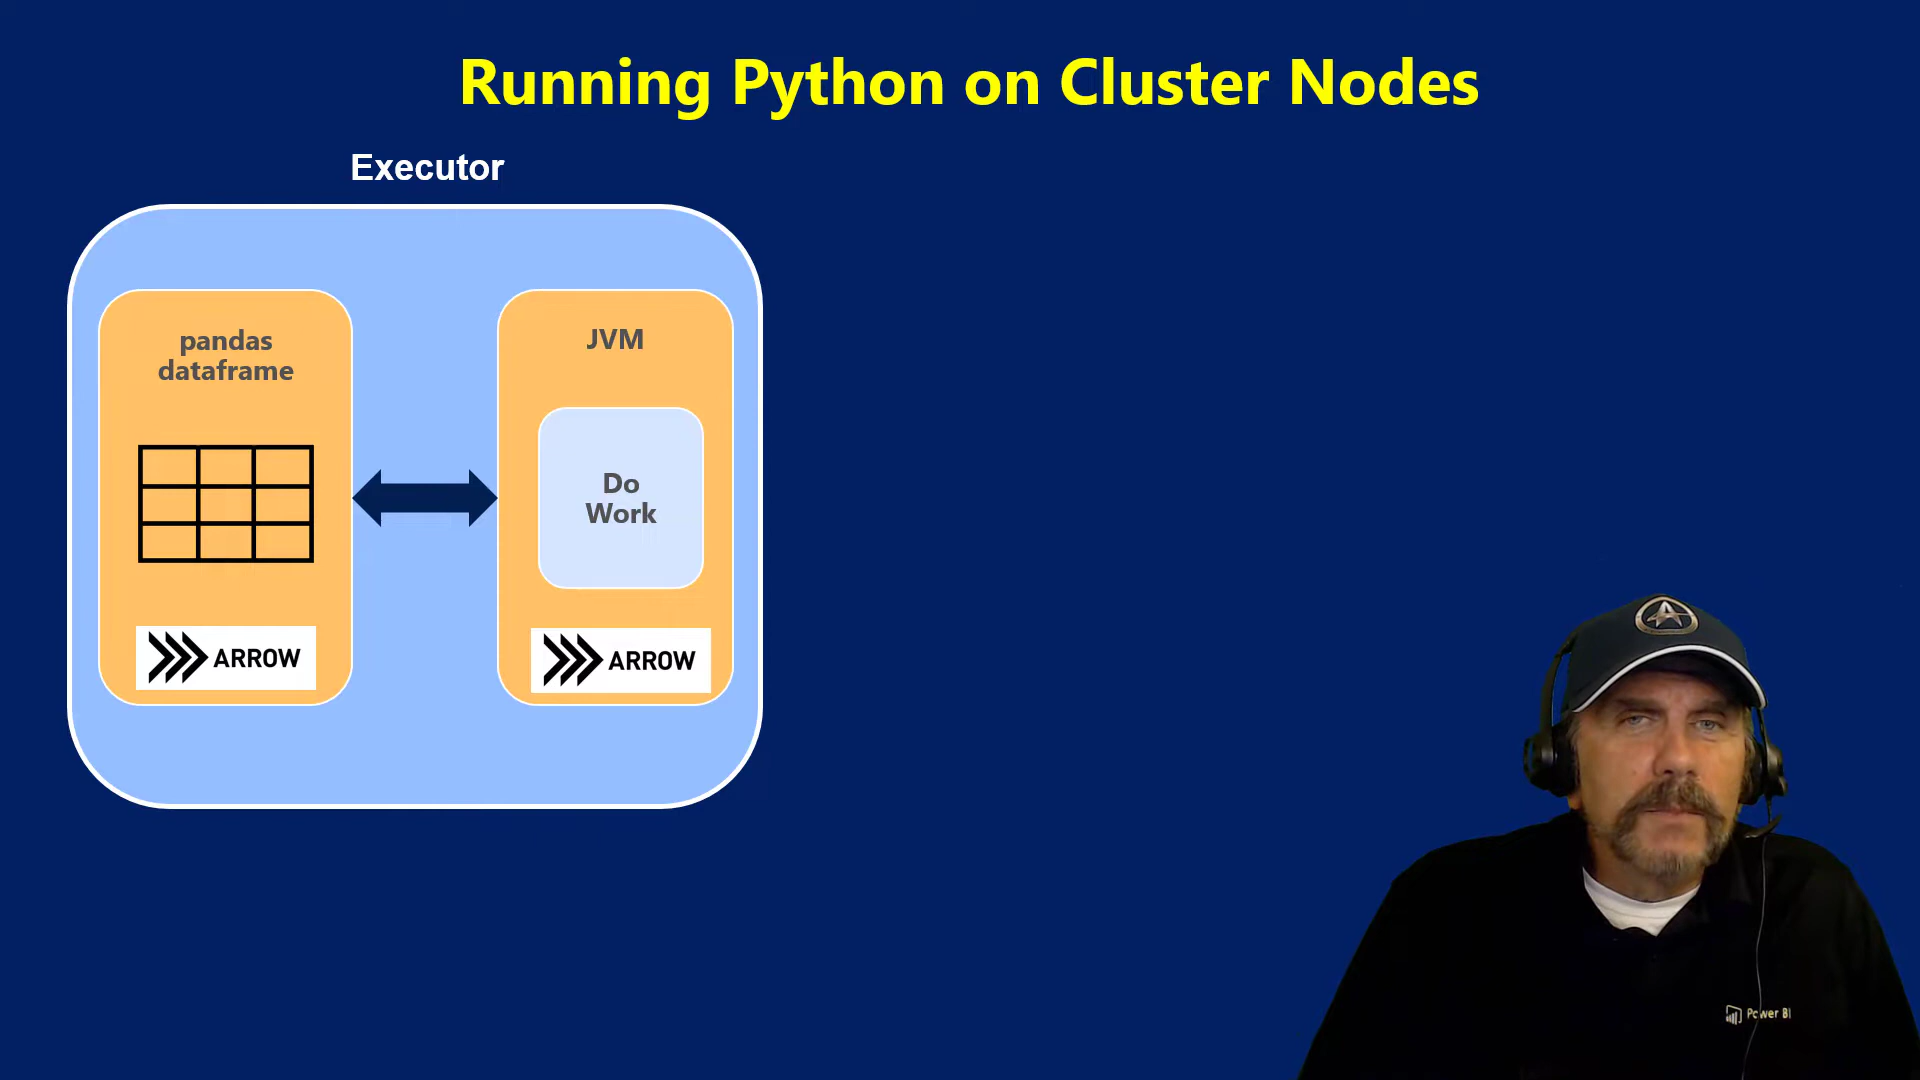 Running Python on Cluster Nodes
Executor
pandas
dataframe
JVM
Do
Work
ARROW
ARROW
Power BI